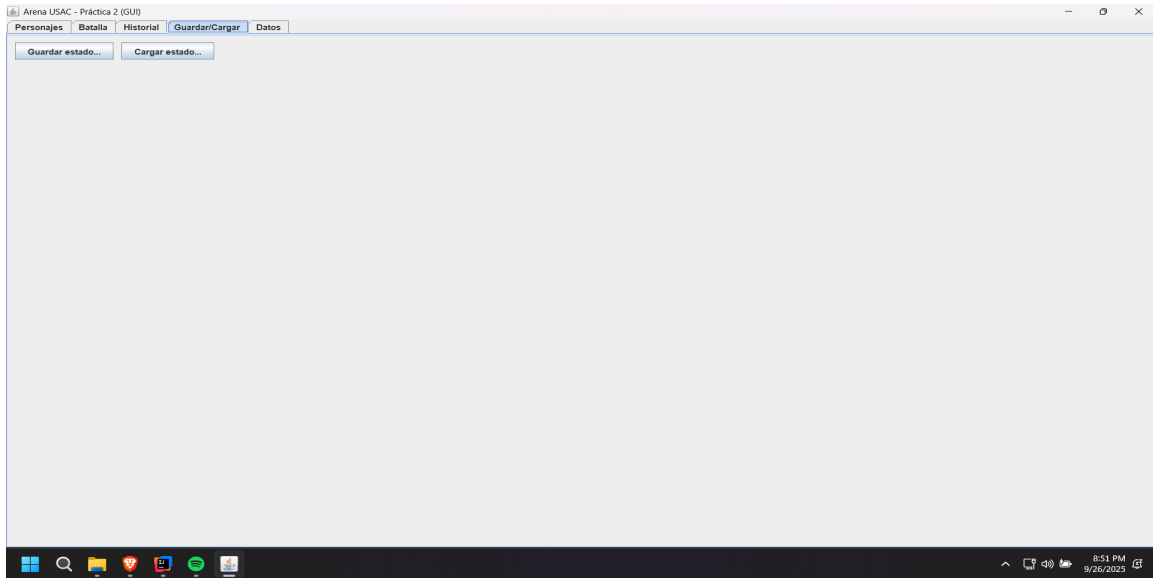 Arena USAC - Práctica 2 (GUI)
Personajes Batalla Historial Guardar/Cargar Datos
Guardar estado... Cargar estado...
8:51 PM
9/26/2025